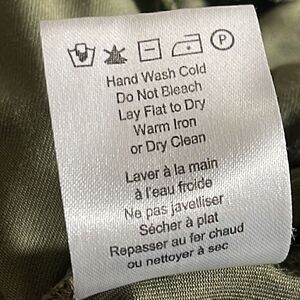 P
Hand Wash Cold
Do Not Bleach
Lay Flat to Dry
Warm Iron
or Dry Clean
Laver à la main
à l'eau froide
Ne pas javelliser
Sécher à plat
Repasser au fer chaud
ou nettoyer à sec